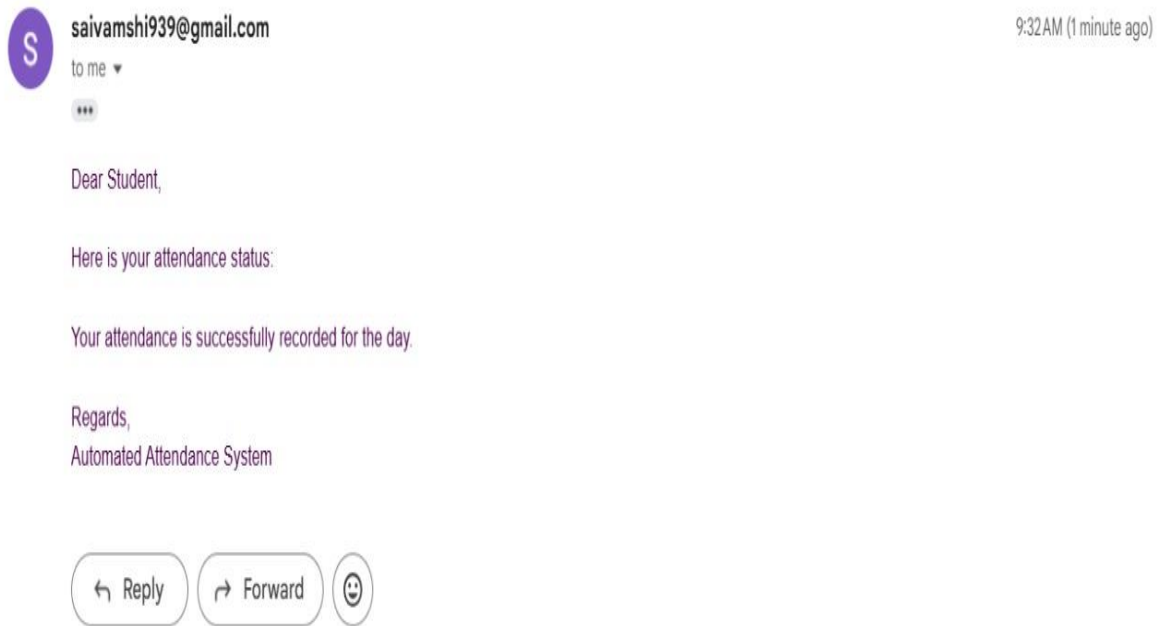 S
saivamshi939@gmail.com 9:32 AM (1 minute ago)
to me
Dear Student,
Here is your attendance status:
Your attendance is successfully recorded for the day.
Regards,
Automated Attendance System
Reply Forward